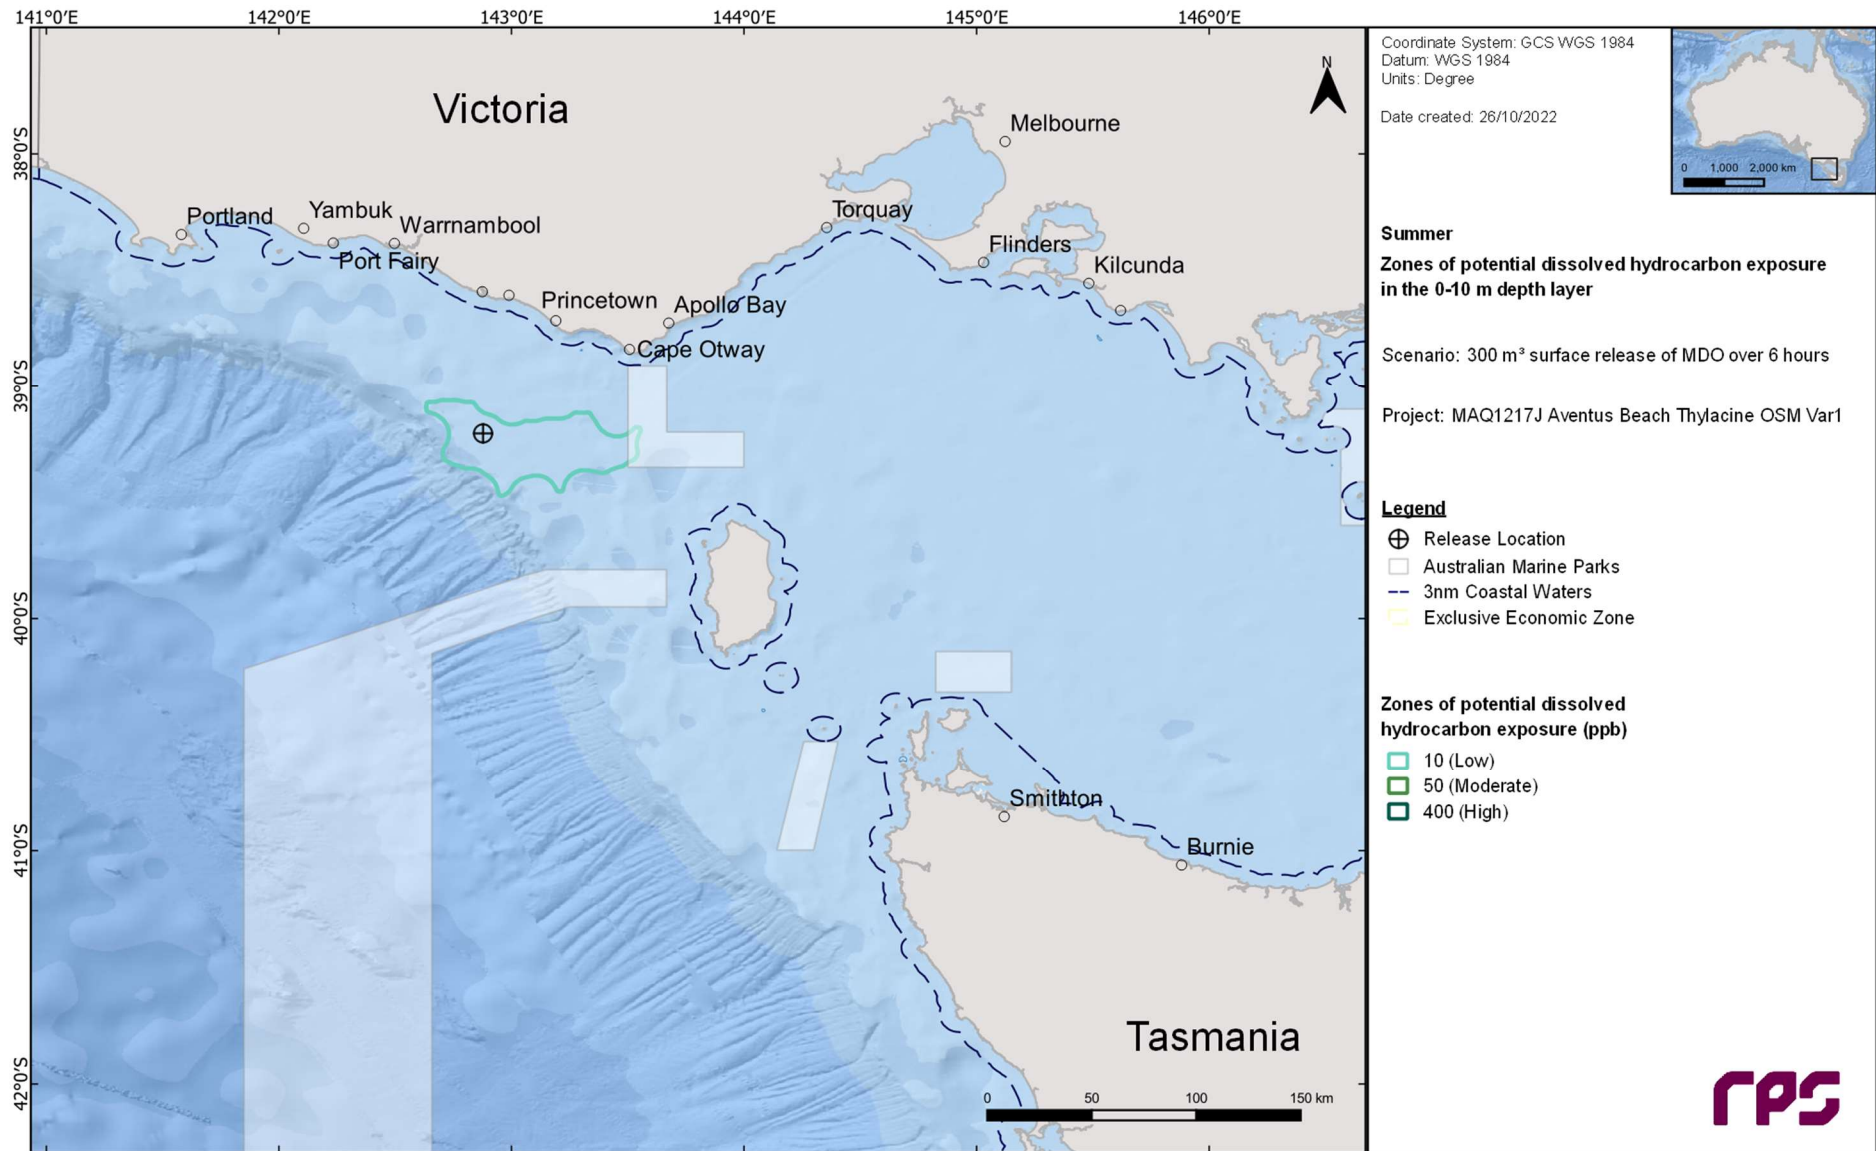 141°0'E 142°0'E 143°0'E 144°0'E 145°0'E 146°0'E
38°0'S
39°0'S
40°0'S
41°0'S
42°0'S
Victoria
N
Melbourne
Portland
Yambuk
Warrnambool
Port Fairy
Torquay
Flinders
Kilcunda
Princetown
Apollo Bay
Cape Otway
Smithton
Burnie
Tasmania
0 50 100 150 km
Coordinate System: GCS WGS 1984
Datum: WGS 1984
Units: Degree
Date created: 26/10/2022
0 1,000 2,000 km
Summer
Zones of potential dissolved hydrocarbon exposure
in the 0-10 m depth layer
Scenario: 300 m³ surface release of MDO over 6 hours
Project: MAQ1217J Aventus Beach Thylacine OSM Var1
Legend
Release Location
Australian Marine Parks
3nm Coastal Waters
Exclusive Economic Zone
Zones of potential dissolved
hydrocarbon exposure (ppb)
10 (Low)
50 (Moderate)
400 (High)
rps